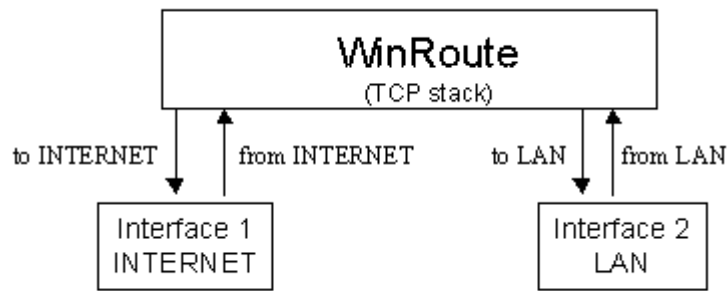 WinRoute
(TCP stack)
to INTERNET
from INTERNET
to LAN
from LAN
Interface 1
INTERNET
Interface 2
LAN